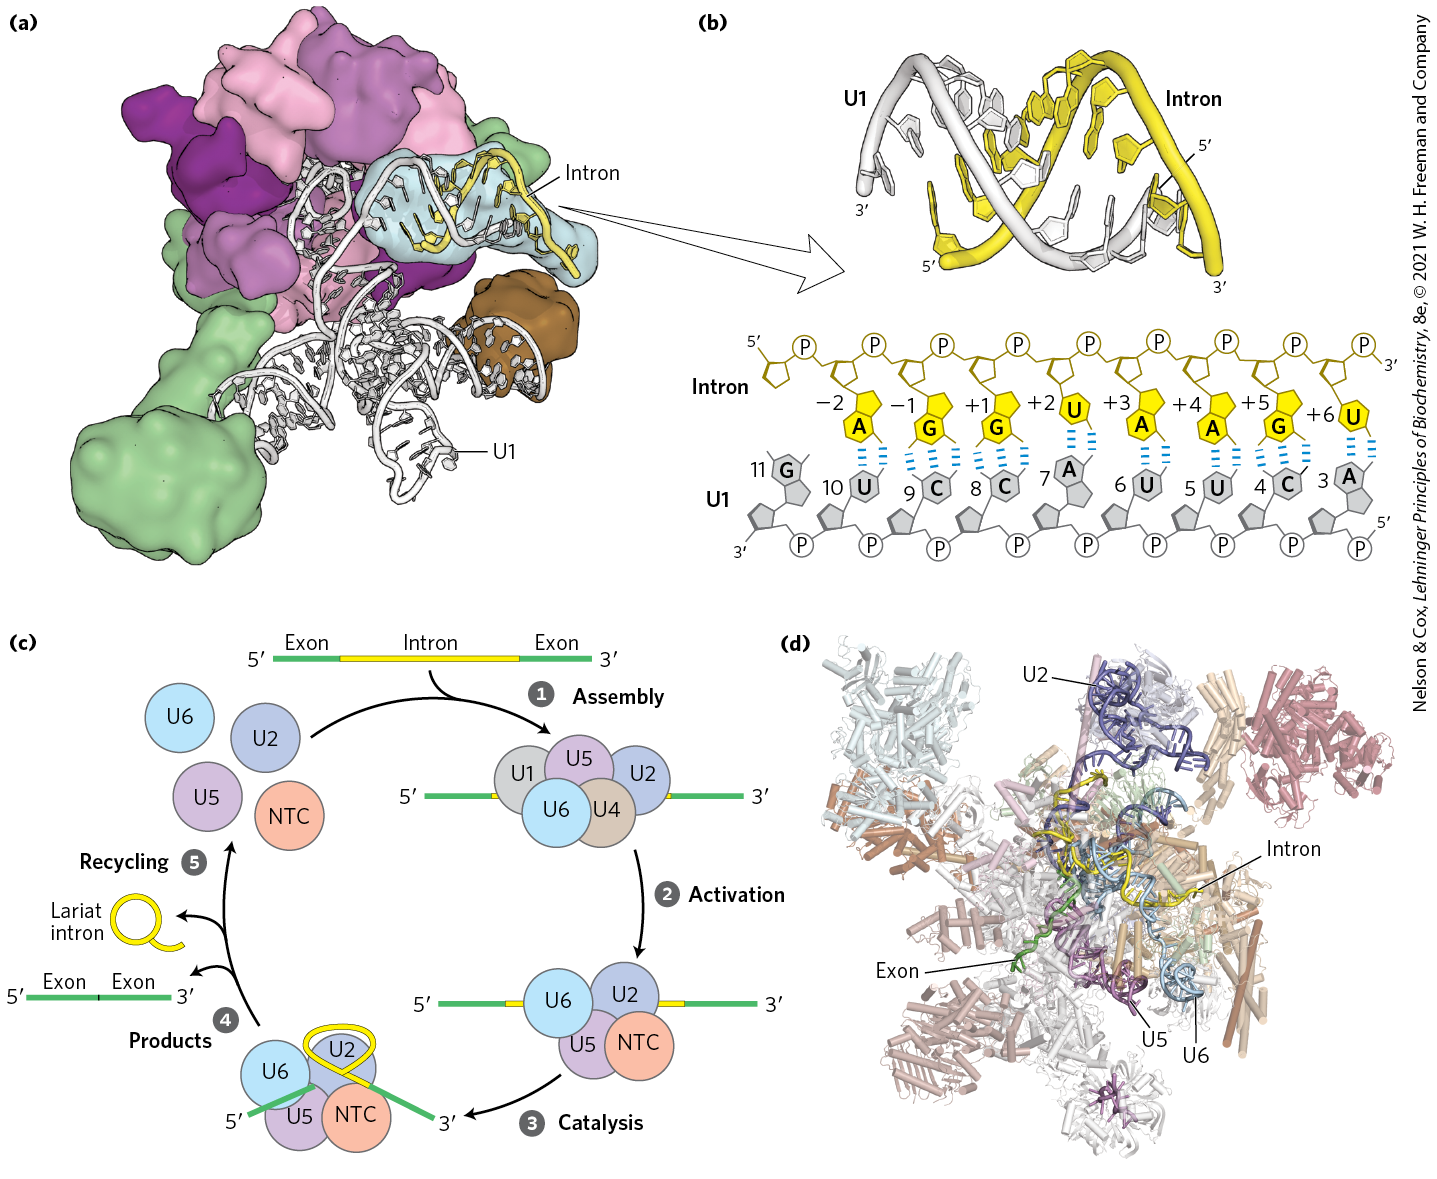 (a)
Intron
U1
(b)
U1
Intron
5′
3′
5′
3′
5′ P P P P P P P P P 3′
Intron
−2 −1 +1 +2 +3 +4 +5 +6
A G G U A A G U
11 10 9 8 7 6 5 4 3
G U C C A U U C A
U1
3′ P P P P P P P P P 5′
(c)
Exon Intron Exon
5′ 3′
1 Assembly
U6
U2
U5
NTC
U1 U5 U2
U6 U4
5′ 3′
Recycling 5
2 Activation
Lariat
intron
Exon Exon
5′ 3′
4
Products
U6 U2
U5 NTC
5′ 3′
U2
U6
U5 NTC
5′ 3′
3 Catalysis
(d)
U2
Intron
Exon
U5
U6
Nelson & Cox, Lehninger Principles of Biochemistry, 8e, © 2021 W. H. Freeman and Company